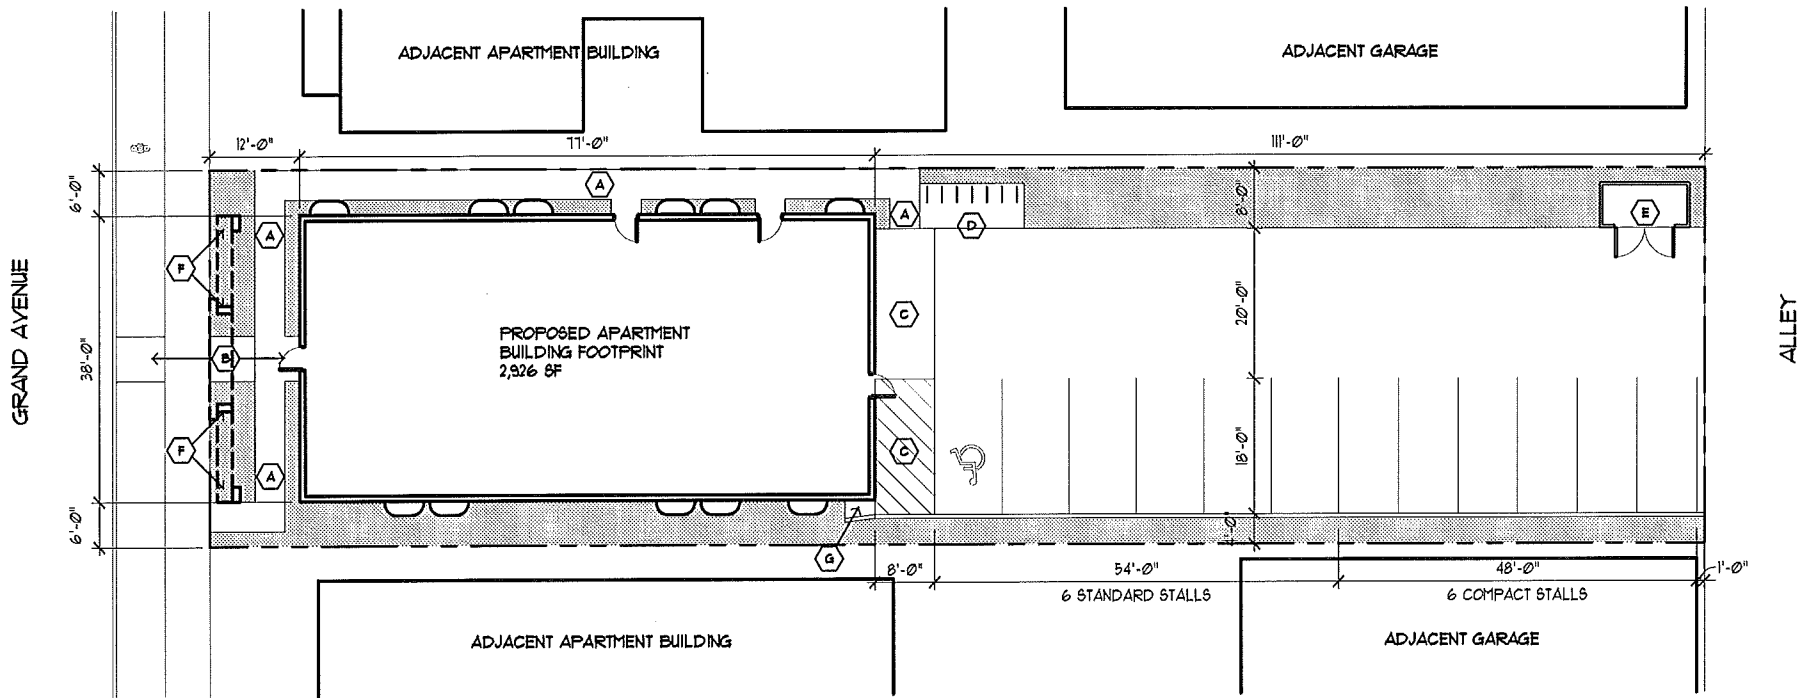 ADJACENT APARTMENT BUILDING
ADJACENT GARAGE
12'-0"
77'-0"
111'-0"
6'-0"
A
8'-0"
A
A
D
E
F
GRAND AVENUE
PROPOSED APARTMENT
BUILDING FOOTPRINT
2,926 SF
C
20'-0"
ALLEY
38'-0"
B
F
A
C
18'-0"
6'-0"
G
4'-0"
8'-0"
54'-0"
48'-0"
1'-0"
6 STANDARD STALLS
6 COMPACT STALLS
ADJACENT APARTMENT BUILDING
ADJACENT GARAGE